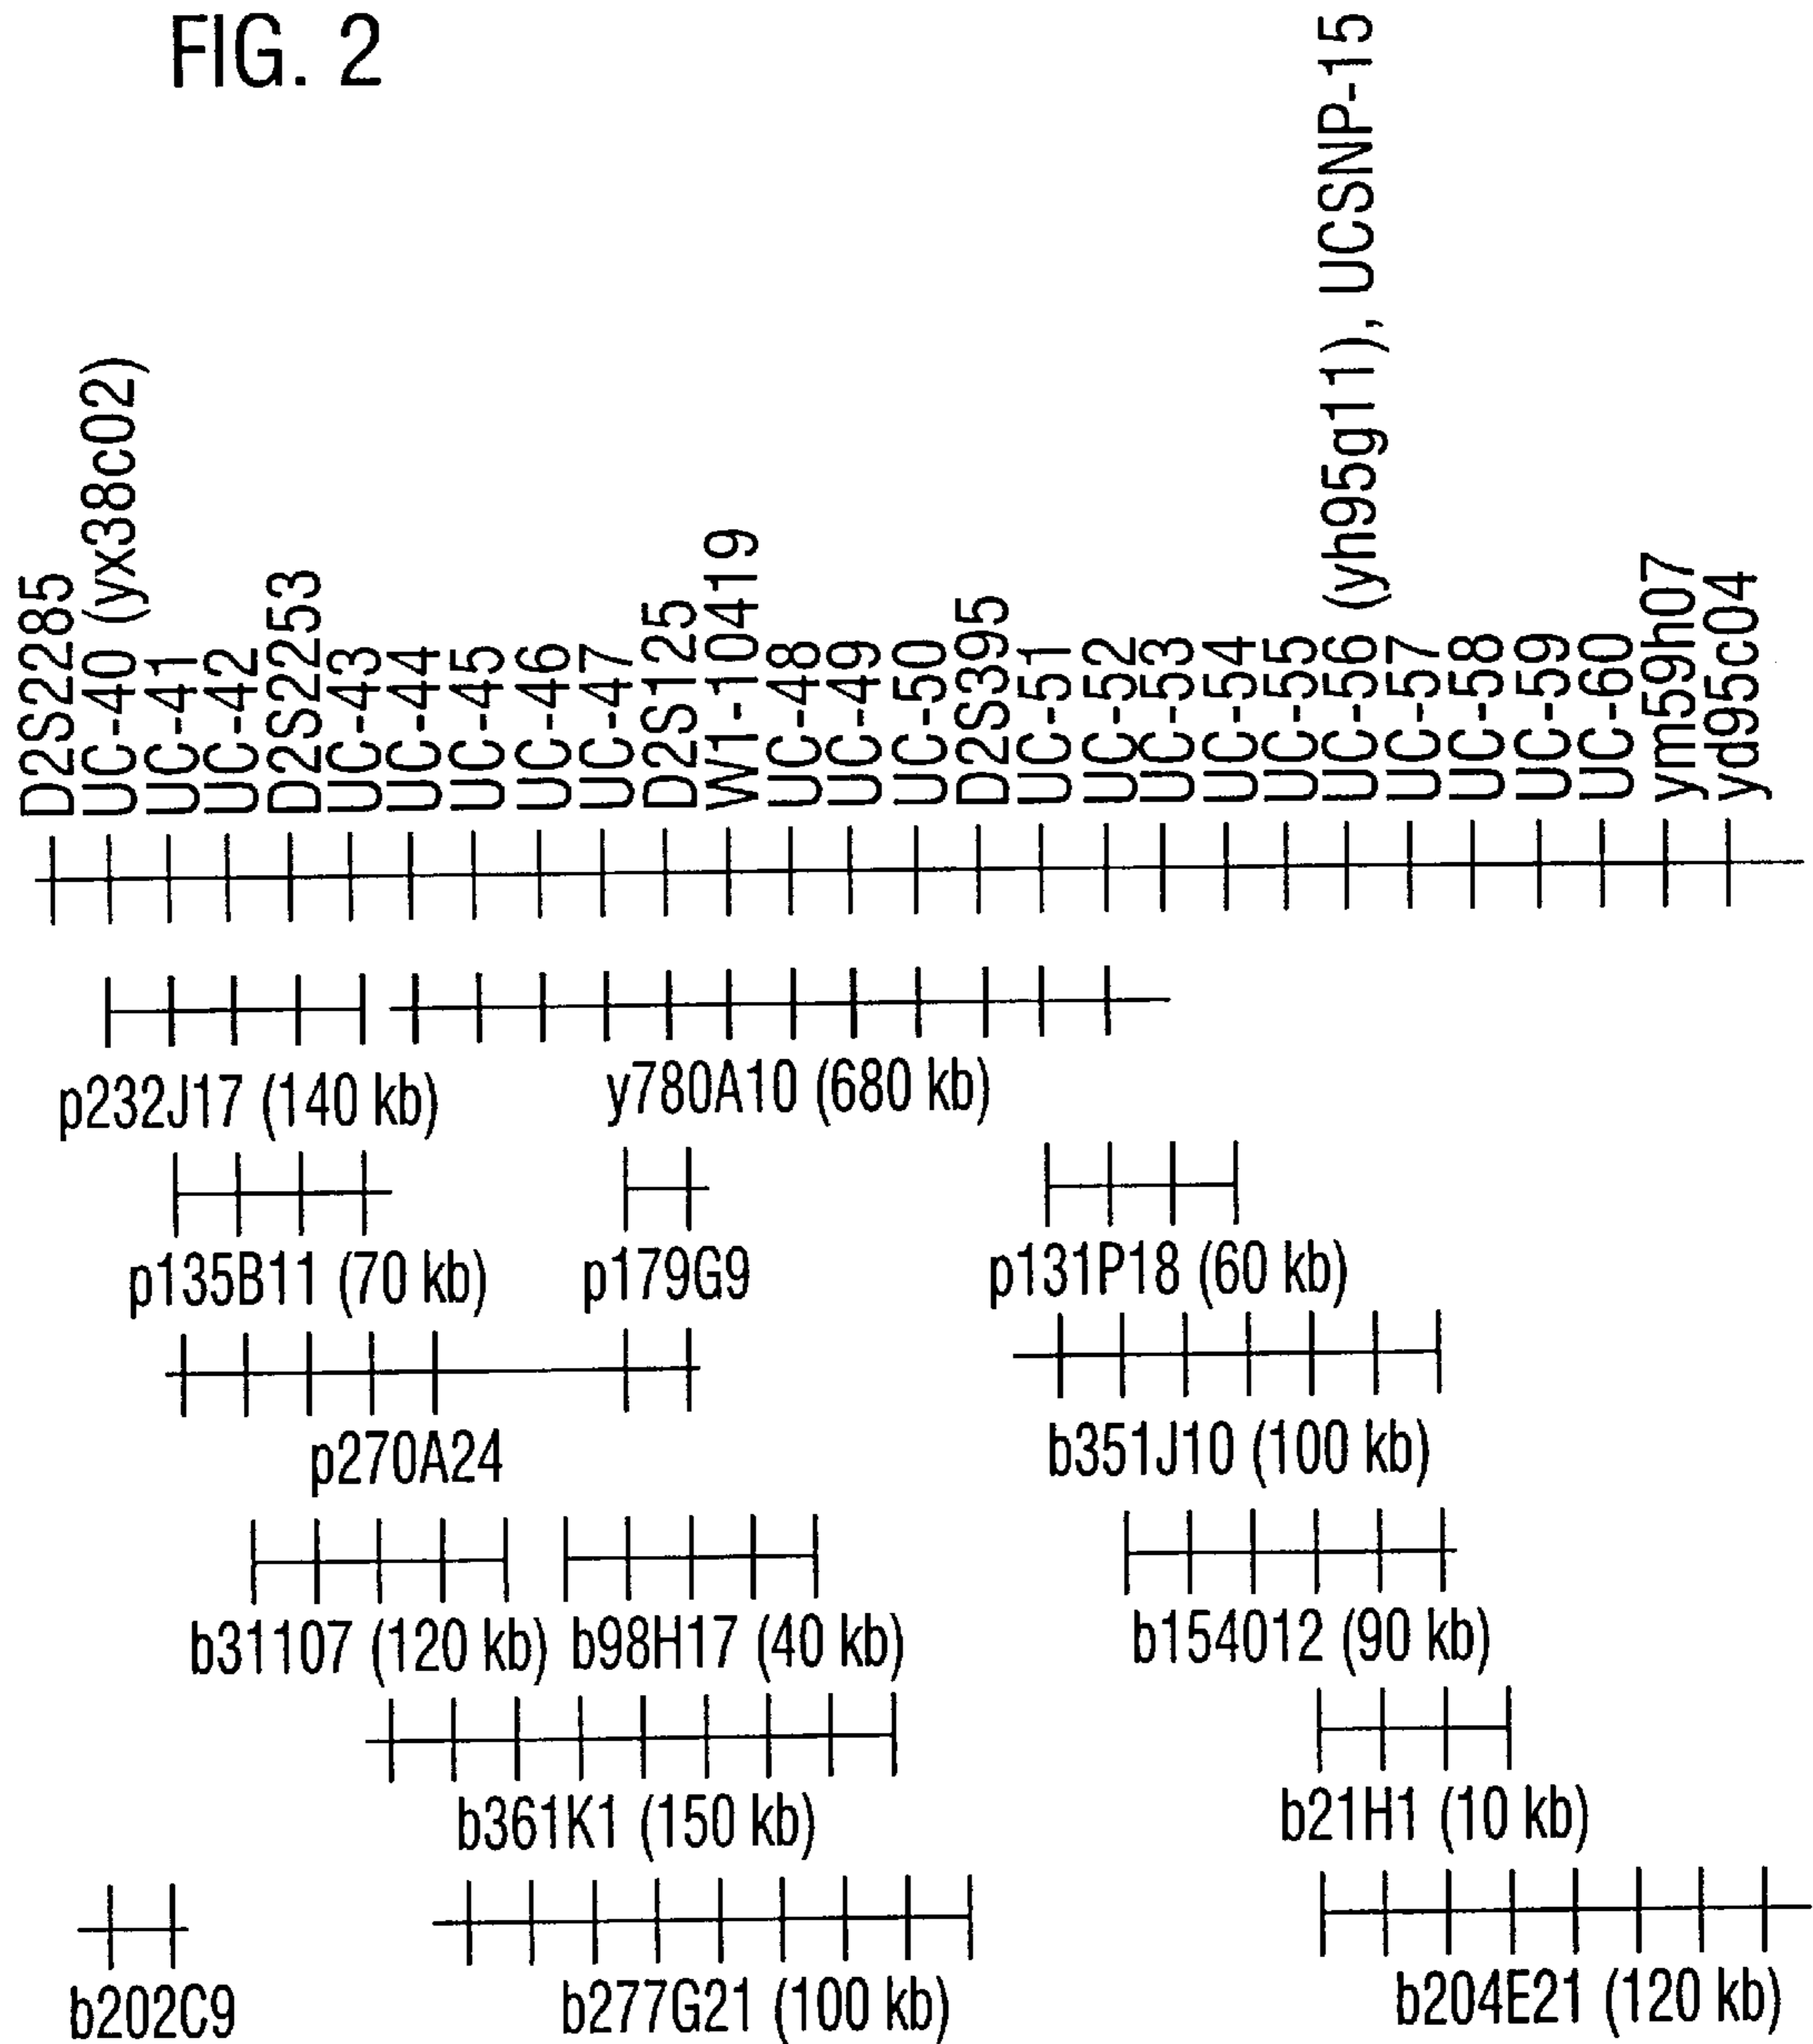 FIG. 2
D2S2285
UC-40 (yx38c02)
UC-41
UC-42
D2S2253
UC-43
UC-44
UC-45
UC-46
UC-47
D2S125
W1-10419
UC-48
UC-49
UC-50
D2S395
UC-51
UC-52
UC-53
UC-54
UC-55
UC-56 (yh95g11), UCSNP-15
UC-57
UC-58
UC-59
UC-60
ym59h07
yd95c04
p232J17 (140 kb)
y780A10 (680 kb)
p135B11 (70 kb)
p179G9
p131P18 (60 kb)
p270A24
b351J10 (100 kb)
b31107 (120 kb)
b98H17 (40 kb)
b154012 (90 kb)
b361K1 (150 kb)
b21H1 (10 kb)
b202C9
b277G21 (100 kb)
b204E21 (120 kb)